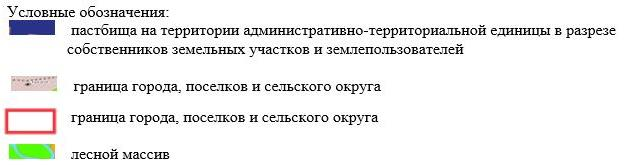 Условные обозначения:
пастбища на территории административно-территориальной единицы в разрезе
собственников земельных участков и землепользователей
граница города, поселков и сельского округа
граница города, поселков и сельского округа
лесной массив